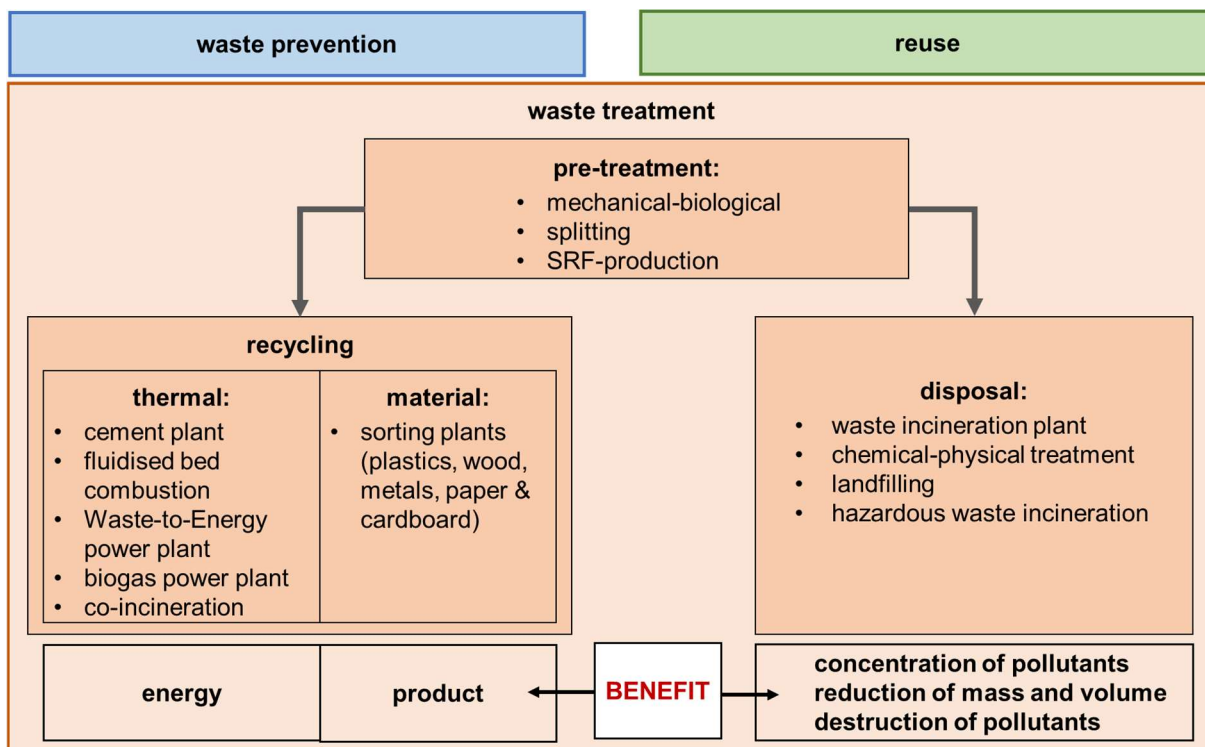 waste prevention
reuse
waste treatment
pre-treatment:
• mechanical-biological
• splitting
• SRF-production
recycling
thermal:
• cement plant
• fluidised bed
combustion
• Waste-to-Energy
power plant
• biogas power plant
• co-incineration
material:
• sorting plants
(plastics, wood,
metals, paper &
cardboard)
disposal:
• waste incineration plant
• chemical-physical treatment
• landfilling
• hazardous waste incineration
energy
product
BENEFIT
concentration of pollutants
reduction of mass and volume
destruction of pollutants